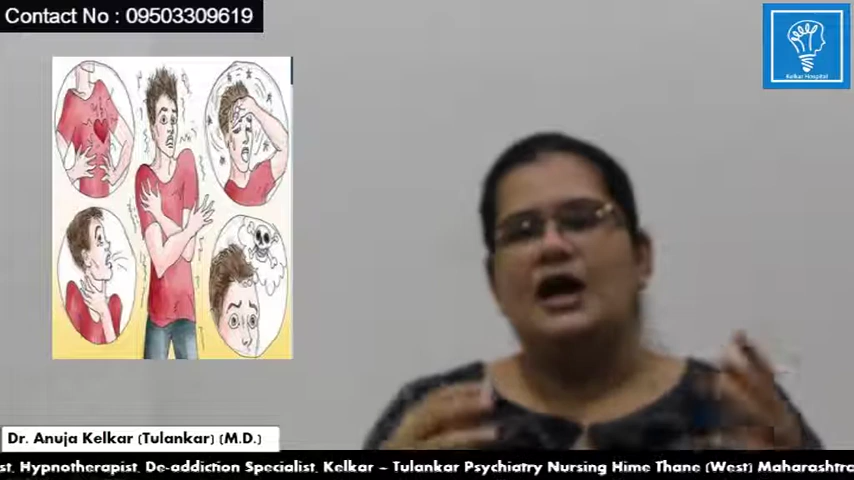 Contact No : 09503309619
Kelkar Hospital
Dr. Anuja Kelkar (Tulankar) (M.D.)
st. Hypnotherapist. De-addiction Specialist. Kelkar – Tulankar Psychiatry Nursing Hime Thane (West) Maharashtra